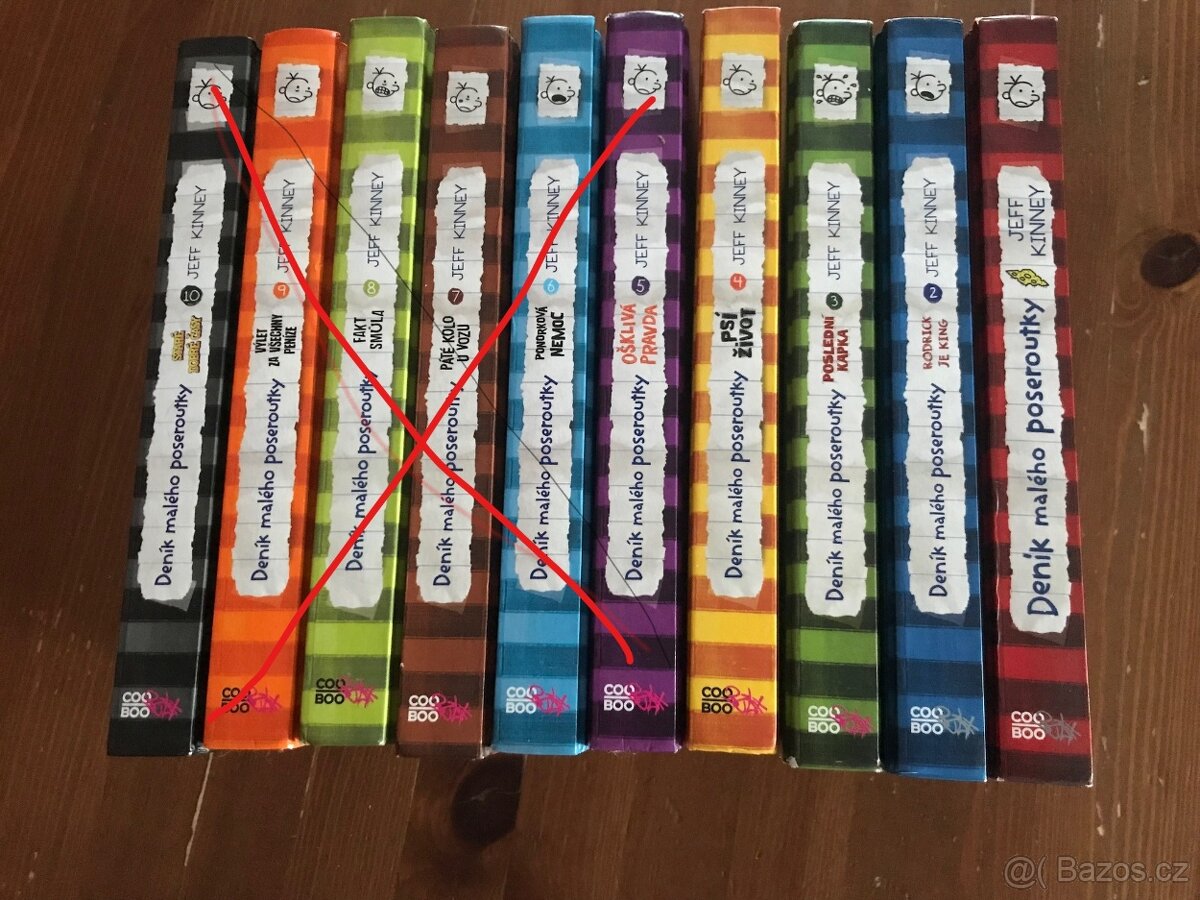 Deník malého poseroutky
STARÉ
DOBRÉ ČASY
10 JEFF KINNEY
COO
BOO
Deník malého poseroutky
VÝLET
ZA VŠECHNY
PENÍZE
9 JEFF KINNEY
COO
BOO
Deník malého poseroutky
FAKT
SMŮLA
8 JEFF KINNEY
COO
BOO
Deník malého poseroutky
PÁTÉ KOLO
U VOZU
7 JEFF KINNEY
COO
BOO
Deník malého poseroutky
PONORKOVÁ
NEMOC
6 JEFF KINNEY
COO
BOO
Deník malého poseroutky
OŠKLIVÁ
PRAVDA
5 JEFF KINNEY
COO
BOO
Deník malého poseroutky
PSÍ
ŽIVOT
4 JEFF KINNEY
COO
BOO
Deník malého poseroutky
POSLEDNÍ
KAPKA
3 JEFF KINNEY
COO
BOO
Deník malého poseroutky
RODRICK
JE KING
2 JEFF KINNEY
COO
BOO
Deník malého poseroutky
JEFF
KINNEY
COO
BOO
@( Bazos.cz